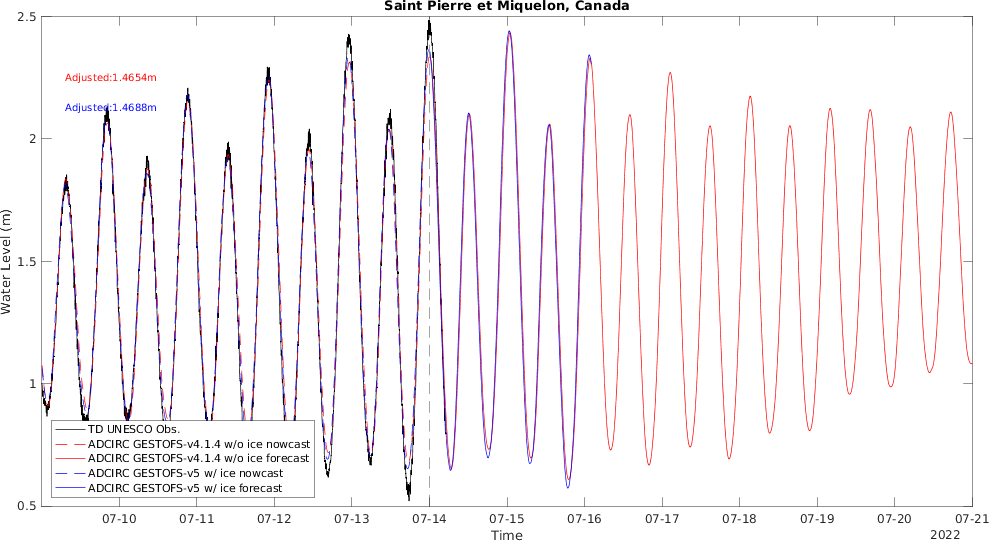 Saint Pierre et Miquelon, Canada
2.5
Adjusted:1.4654m
Adjusted:1.4688m
2
Water Level (m)
1.5
1
TD UNESCO Obs.
ADCIRC GESTOFS-v4.1.4 w/o ice nowcast
ADCIRC GESTOFS-v4.1.4 w/o ice forecast
ADCIRC GESTOFS-v5 w/ ice nowcast
ADCIRC GESTOFS-v5 w/ ice forecast
0.5
07-10 07-11 07-12 07-13 07-14 07-15 07-16 07-17 07-18 07-19 07-20 07-21
Time
2022